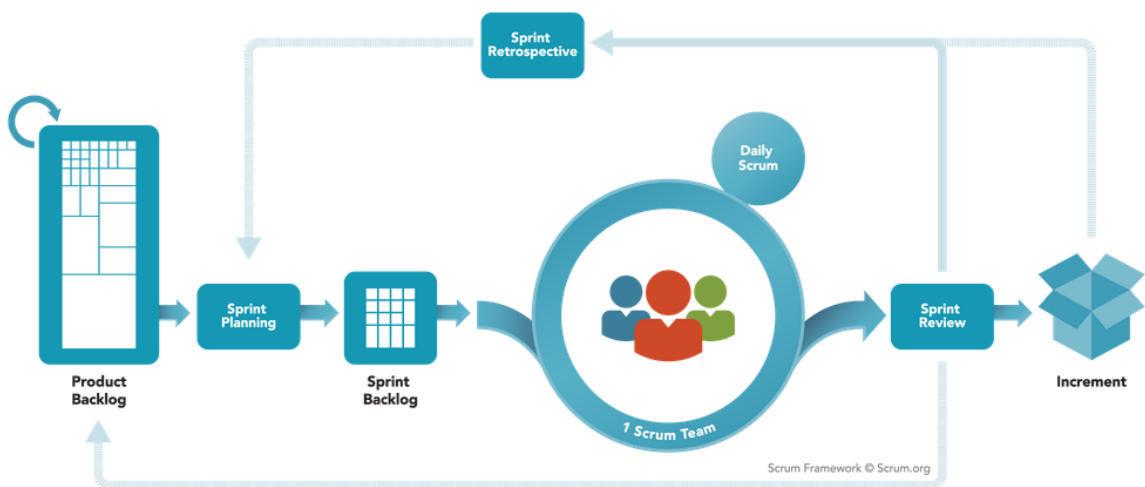 Sprint
Retrospective
Daily
Scrum
Sprint
Planning
Sprint
Review
Product
Backlog
Sprint
Backlog
Increment
1 Scrum Team
Scrum Framework © Scrum.org